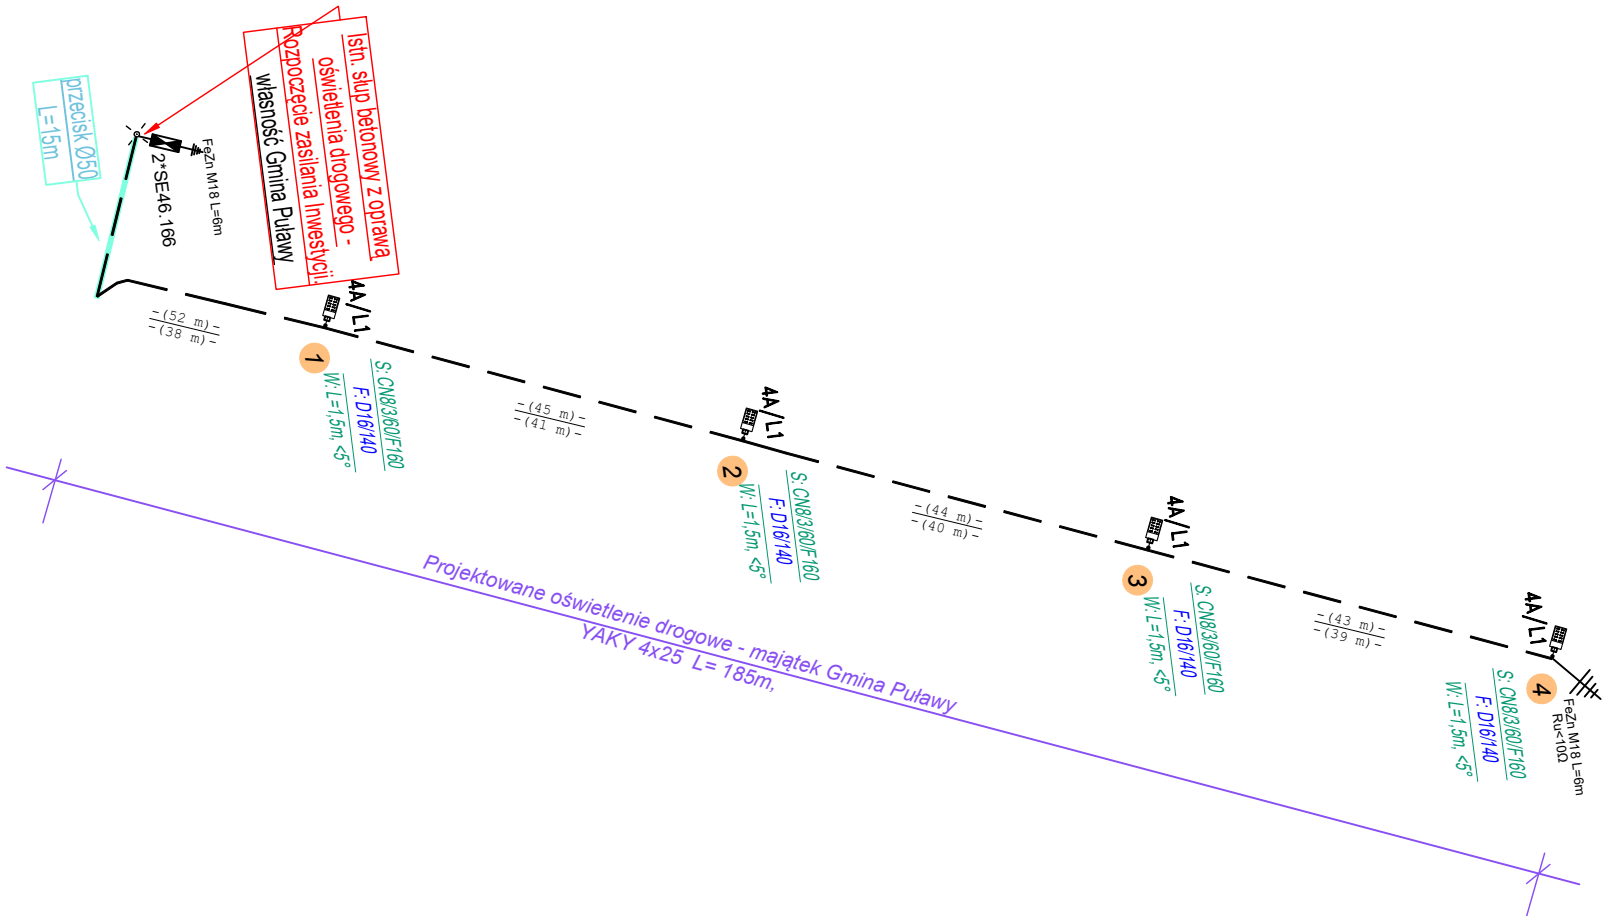 Istn. słup betonowy z oprawą
oświetlenia drogowego -
Rozpoczęcie zasilania Inwestycji.
własność Gmina Puławy
przecisk Ø50
L=15m
FeZn M18 L=6m
2*SE46.166
-(52 m)-
-(38 m)-
4A/L1
1
S: CN8/3/60/F160
F: D16/140
W: L=1,5m, <5°
-(45 m)-
-(41 m)-
4A/L1
2
S: CN8/3/60/F160
F: D16/140
W: L=1,5m, <5°
-(44 m)-
-(40 m)-
4A/L1
3
S: CN8/3/60/F160
F: D16/140
W: L=1,5m, <5°
-(43 m)-
-(39 m)-
4A/L1
4
FeZn M18 L=6m
Ru<10Ω
S: CN8/3/60/F160
F: D16/140
W: L=1,5m, <5°
Projektowane oświetlenie drogowe - majątek Gmina Puławy
YAKY 4x25 L= 185m,